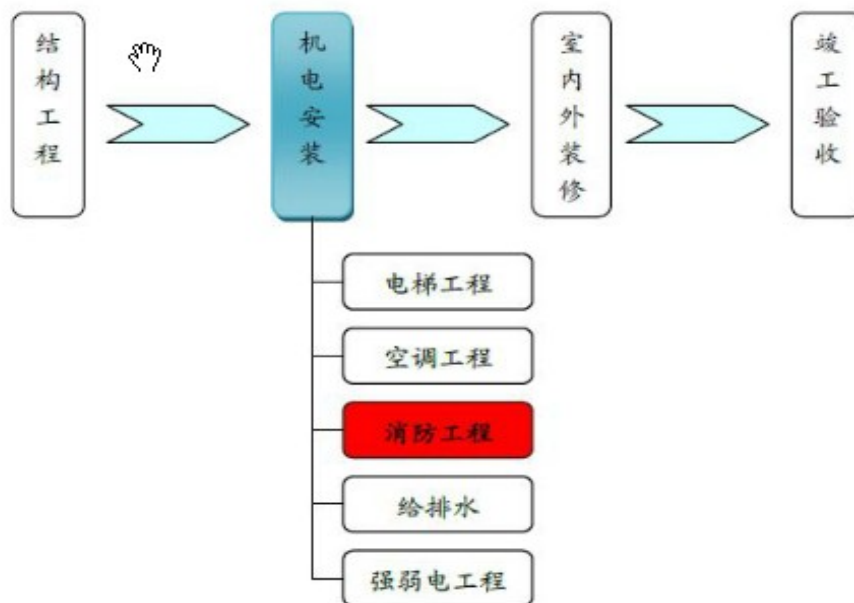 结构工程
机电安装
室内外装修
竣工验收
电梯工程
空调工程
消防工程
给排水
强弱电工程